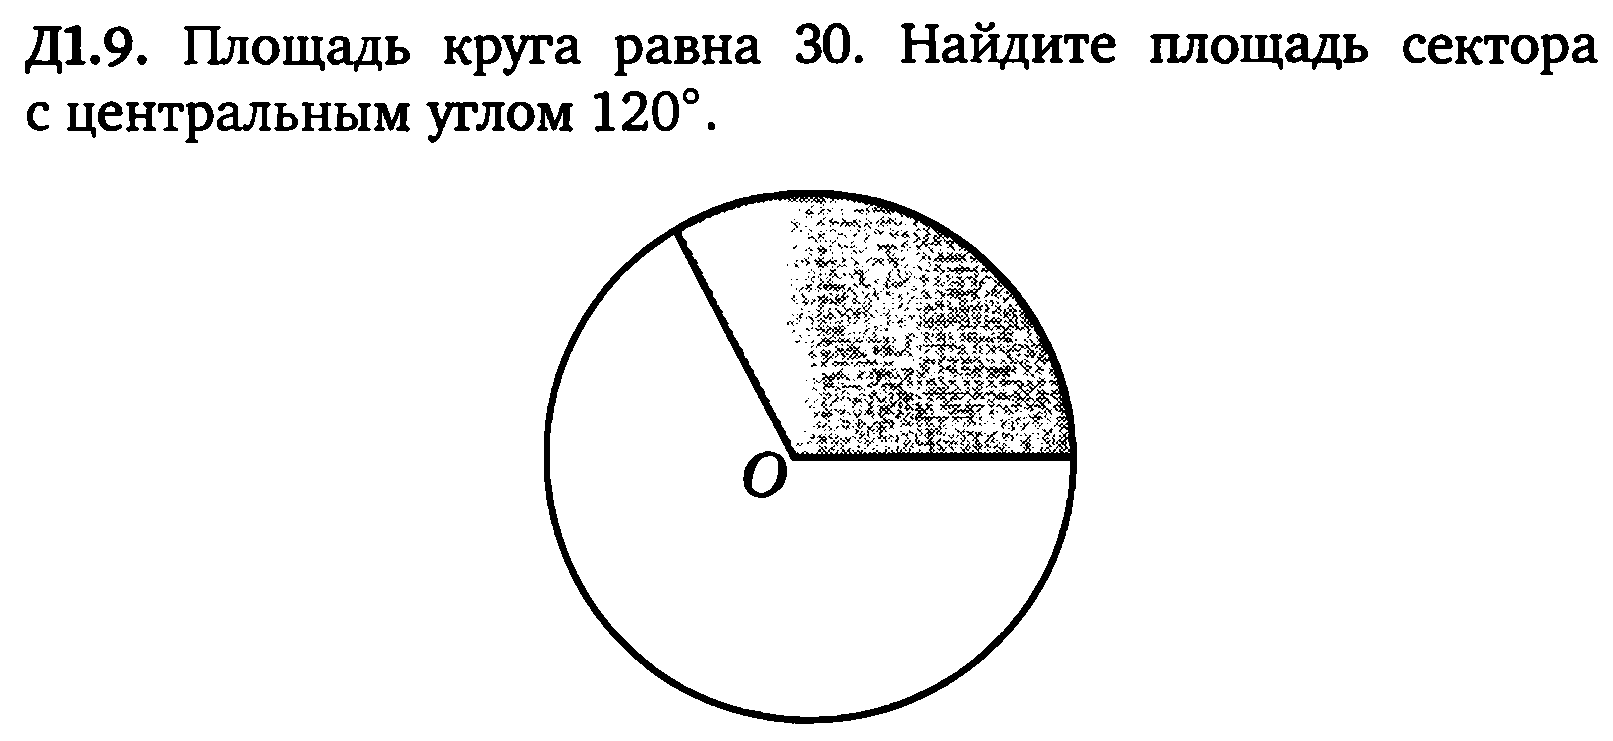 Д1.9. Площадь круга равна 30. Найдите площадь сектора
с центральным углом 120°.
O